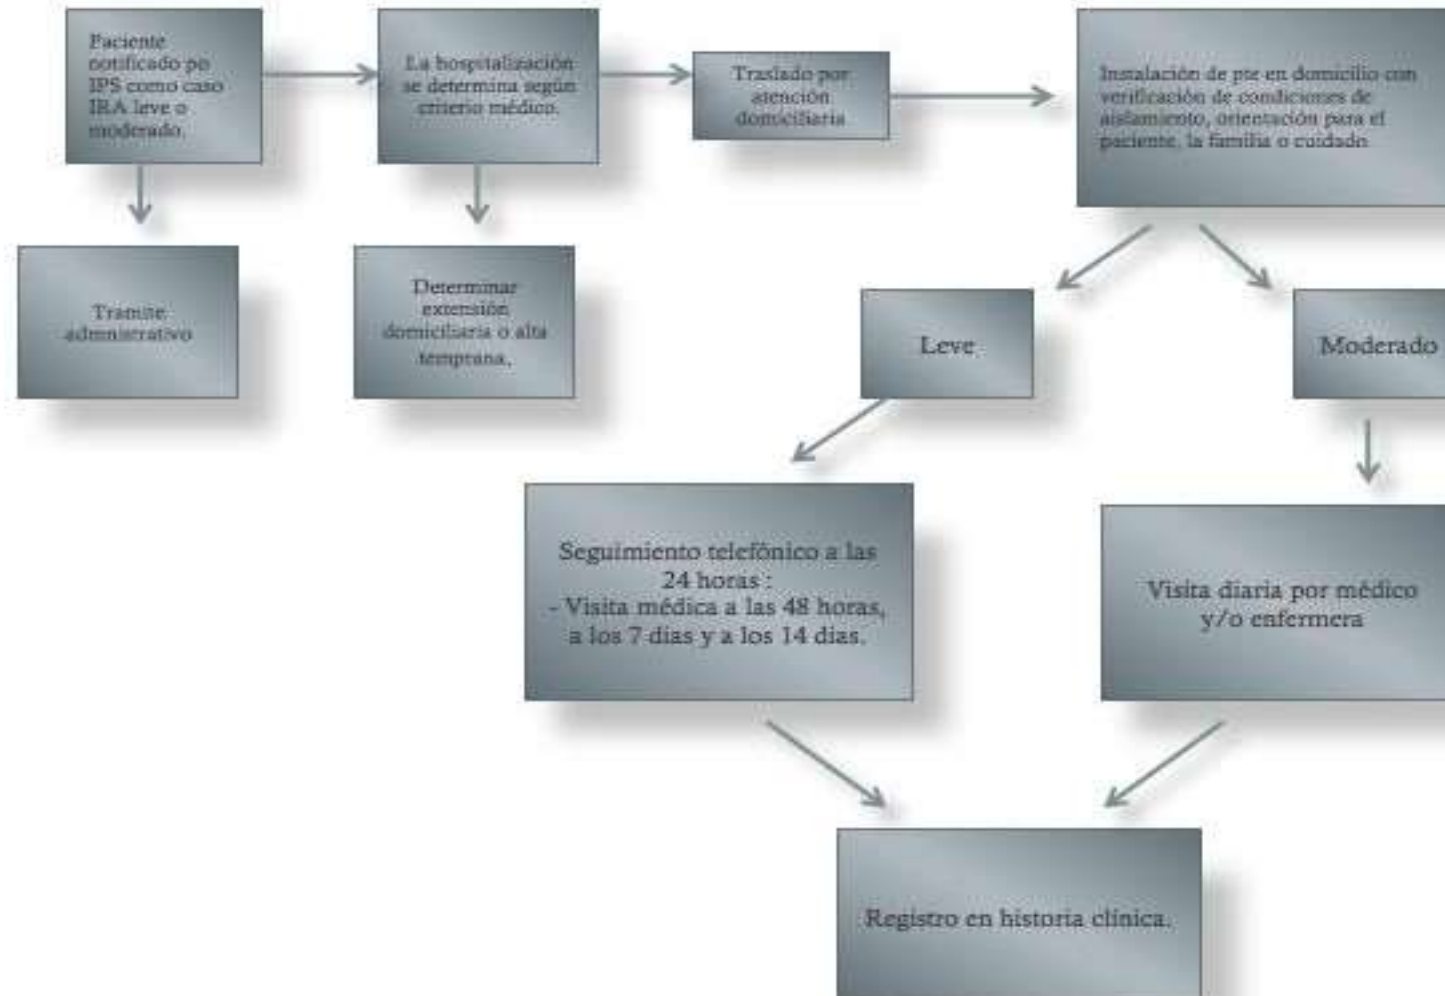 Paciente
notificado po
IPS como caso
IRA leve o
moderado.
La hospitalización
se determina según
criterio médico.
Traslado por
atención
domiciliaria
Instalación de pte en domicilio con
verificación de condiciones de
aislamiento, orientación para el
paciente, la familia o cuidado
Tramite
administrativo
Determinar
extensión
domiciliaria o alta
temprana,
Leve
Moderado
Seguimiento telefónico a las
24 horas :
- Visita médica a las 48 horas,
a los 7 dias y a los 14 dias.
Visita diaria por médico
y/o enfermera
Registro en historia clínica.